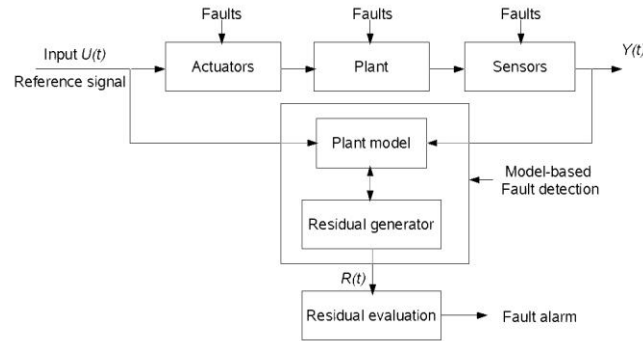 Faults
Faults
Faults
Input U(t)
Reference signal
Actuators
Plant
Sensors
Y(t)
Plant model
Model-based
Fault detection
Residual generator
R(t)
Residual evaluation
Fault alarm